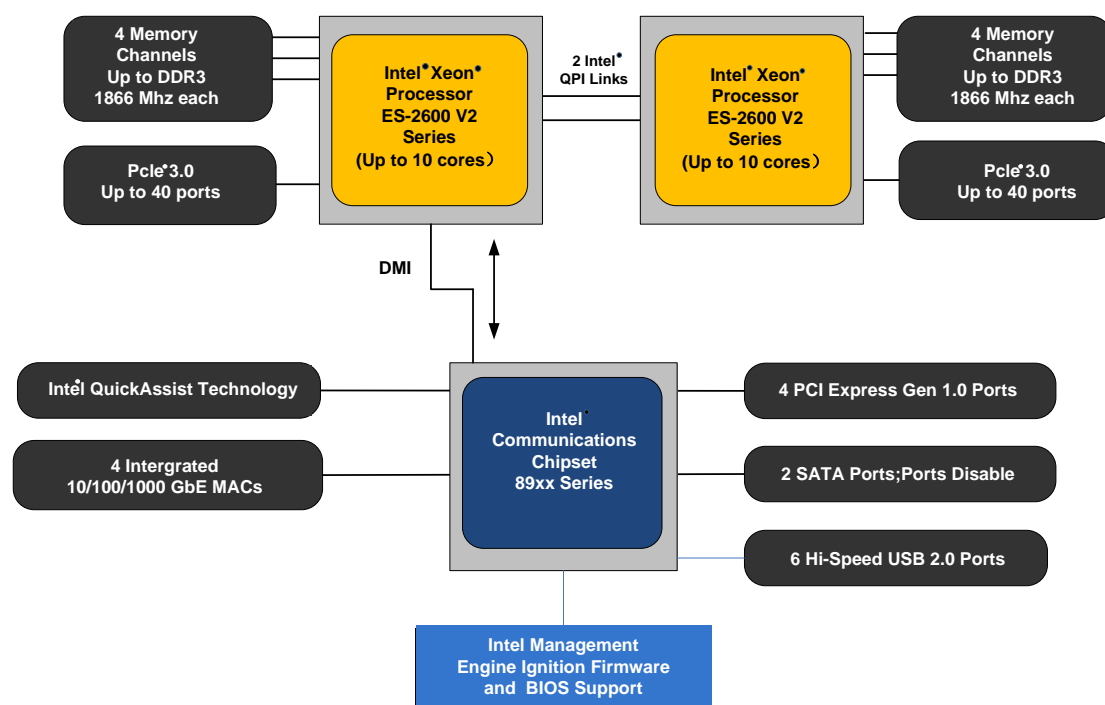 4 Memory
Channels
Up to DDR3
1866 Mhz each
Intel* Xeon*
Processor
ES-2600 V2
Series
(Up to 10 cores）
2 Intel*
QPI Links
Intel* Xeon*
Processor
ES-2600 V2
Series
(Up to 10 cores）
4 Memory
Channels
Up to DDR3
1866 Mhz each
PcIe*3.0
Up to 40 ports
PcIe*3.0
Up to 40 ports
DMI
Intel* QuickAssist Technology
4 Intergrated
10/100/1000 GbE MACs
Intel*
Communications
Chipset
89xx Series
4 PCI Express Gen 1.0 Ports
2 SATA Ports;Ports Disable
6 Hi-Speed USB 2.0 Ports
Intel Management
Engine Ignition Firmware
and BIOS Support